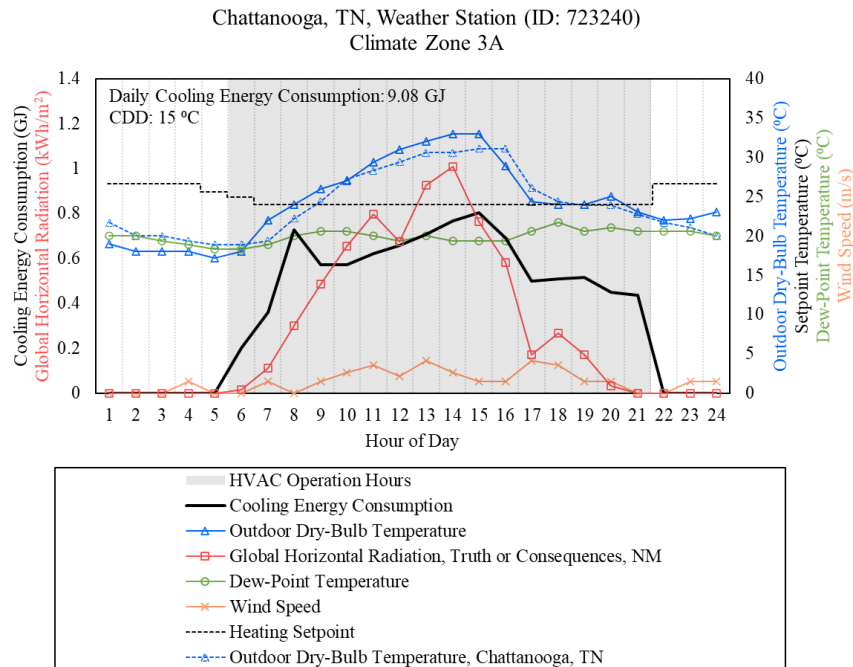 Chattanooga, TN, Weather Station (ID: 723240)
Climate Zone 3A
Daily Cooling Energy Consumption: 9.08 GJ
CDD: 15 ⁰C
Cooling Energy Consumption (GJ)
Global Horizontal Radiation (kWh/m²)
1.4
1.2
1
0.8
0.6
0.4
0.2
0
40
35
30
25
20
15
10
5
0
Outdoor Dry-Bulb Temperature (⁰C)
Setpoint Temperature (⁰C)
Dew-Point Temperature (⁰C)
Wind Speed (m/s)
1 2 3 4 5 6 7 8 9 10 11 12 13 14 15 16 17 18 19 20 21 22 23 24
Hour of Day
HVAC Operation Hours
Cooling Energy Consumption
Outdoor Dry-Bulb Temperature
Global Horizontal Radiation, Truth or Consequences, NM
Dew-Point Temperature
Wind Speed
Heating Setpoint
Outdoor Dry-Bulb Temperature, Chattanooga, TN